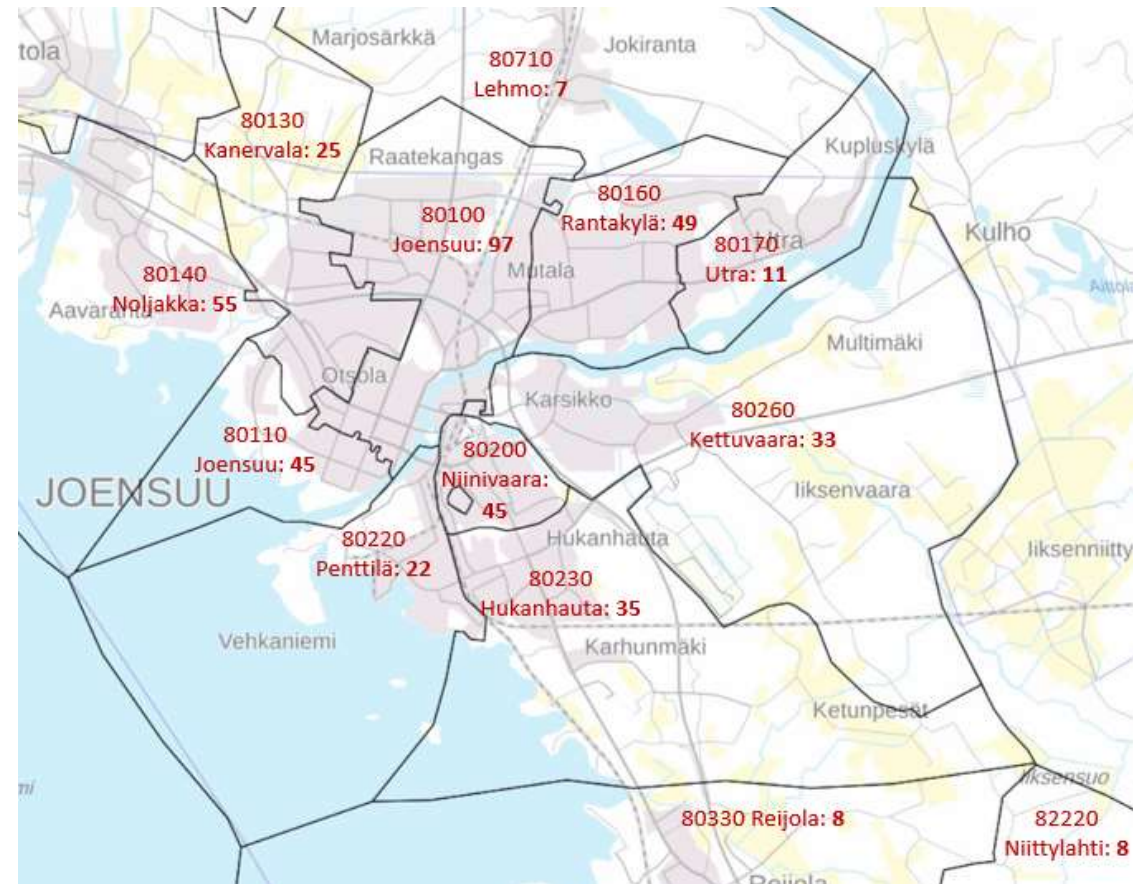 tola
Marjosärkkä
Jokiranta
80710
Lehmo: 7
80130
Kanervala: 25
Raatekangas
Kupluskylä
80160
Rantakylä: 49
80100
Joensuu: 97
Utra
80170
Utra: 11
Kulho
80140
Noljakka: 55
Mutala
Aavaranta
Multimäki
Otsola
Karsikko
80260
Kettuvaara: 33
80110
Joensuu: 45
80200
Niinivaara:
45
JOENSUU
Iiksenvaara
80220
Penttilä: 22
Hukanhauta
Iiksenniitty
80230
Hukanhauta: 35
Vehkaniemi
Karhunmäki
Ketunpesät
Iiksensuo
mi
80330 Reijola: 8
82220
Niittylahti: 8
Reijola